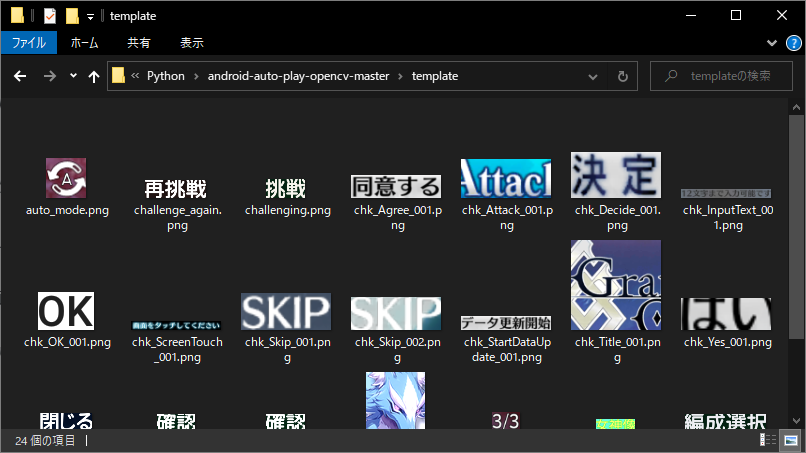 template
ファイル ホーム 共有 表示
Python android-auto-play-opencv-master template templateの検索
A 再挑戦 挑戦 同意する Attack 決定 12文字まで入力可能です
auto_mode.png challenge_again.png challenging.png chk_Agree_001.png chk_Attack_001.png chk_Decide_001.png chk_InputText_001.png
OK 画面をタッチしてください SKIP SKIP データ更新開始 Gra はい
chk_OK_001.png chk_ScreenTouch_001.png chk_Skip_001.png chk_Skip_002.png chk_StartDataUpdate_001.png chk_Title_001.png chk_Yes_001.png
閉じる 確認 確認 3/3 編成選択
24 個の項目